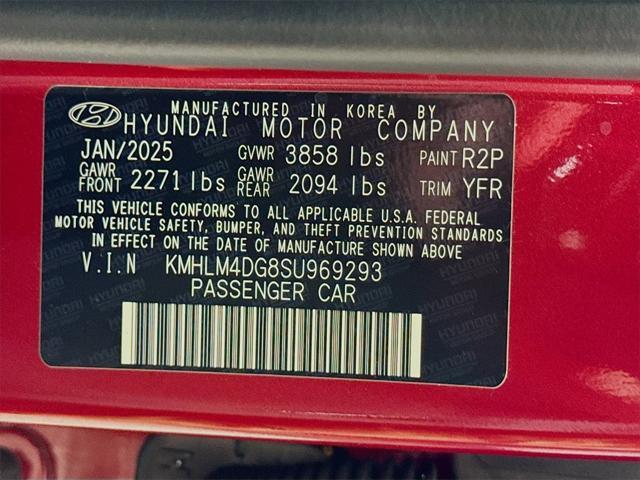 MANUFACTURED IN KOREA BY
HYUNDAI MOTOR COMPANY
JAN/2025 GVWR 3858 lbs PAINT R2P
GAWR FRONT 2271 lbs GAWR REAR 2094 lbs TRIM YFR
THIS VEHICLE CONFORMS TO ALL APPLICABLE U.S.A. FEDERAL
MOTOR VEHICLE SAFETY, BUMPER, AND THEFT PREVENTION STANDARDS
IN EFFECT ON THE DATE OF MANUFACTURE SHOWN ABOVE
V.I.N KMHLM4DG8SU969293
PASSENGER CAR